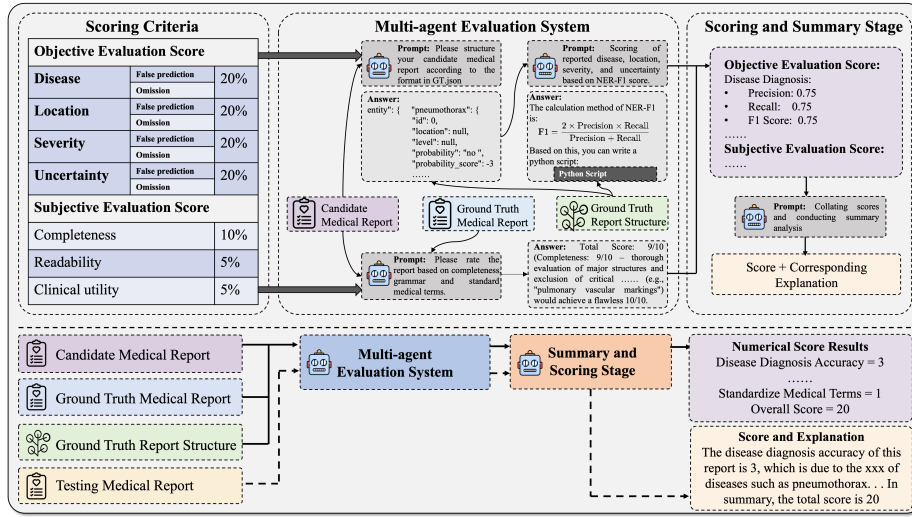 Scoring Criteria
Objective Evaluation Score
Disease
False prediction
Omission
20%
Location
False prediction
Omission
20%
Severity
False prediction
Omission
20%
Uncertainty
False prediction
Omission
20%
Subjective Evaluation Score
Completeness
10%
Readability
5%
Clinical utility
5%
Multi-agent Evaluation System
Prompt: Please structure
your candidate medical
report according to the
format in GT.json
Answer:
entity": { "pneumothorax": {
"id": 0,
"location": null,
"level": null,
"probability": "no ",
"probability_score": -3
......
Prompt: Scoring of
reported disease, location,
severity, and uncertainty
based on NER-F1 score.
Answer:
The calculation method of NER-F1
is:
F1 = 2 × Precision × Recall
Precision + Recall
Based on this, you can write a
python script:
Python Script
Candidate
Medical Report
Ground Truth
Medical Report
Ground Truth
Report Structure
Prompt: Please rate the
report based on completeness
grammar and standard
medical terms.
Answer: Total Score: 9/10
(Completeness: 9/10 – thorough
evaluation of major structures and
exclusion of critical ...... (e.g.,
"pulmonary vascular markings")
would achieve a flawless 10/10.
Scoring and Summary Stage
Objective Evaluation Score:
Disease Diagnosis:
• Precision: 0.75
• Recall: 0.75
• F1 Score: 0.75
......
Subjective Evaluation Score:
......
Prompt: Collating scores
and conducting summary
analysis
Score + Corresponding
Explanation
Candidate Medical Report
Ground Truth Medical Report
Ground Truth Report Structure
Testing Medical Report
Multi-agent
Evaluation System
Summary and
Scoring Stage
Numerical Score Results
Disease Diagnosis Accuracy = 3
......
Standardize Medical Terms = 1
Overall Score = 20
Score and Explanation
The disease diagnosis accuracy of this
report is 3, which is due to the xxx of
diseases such as pneumothorax. . . In
summary, the total score is 20